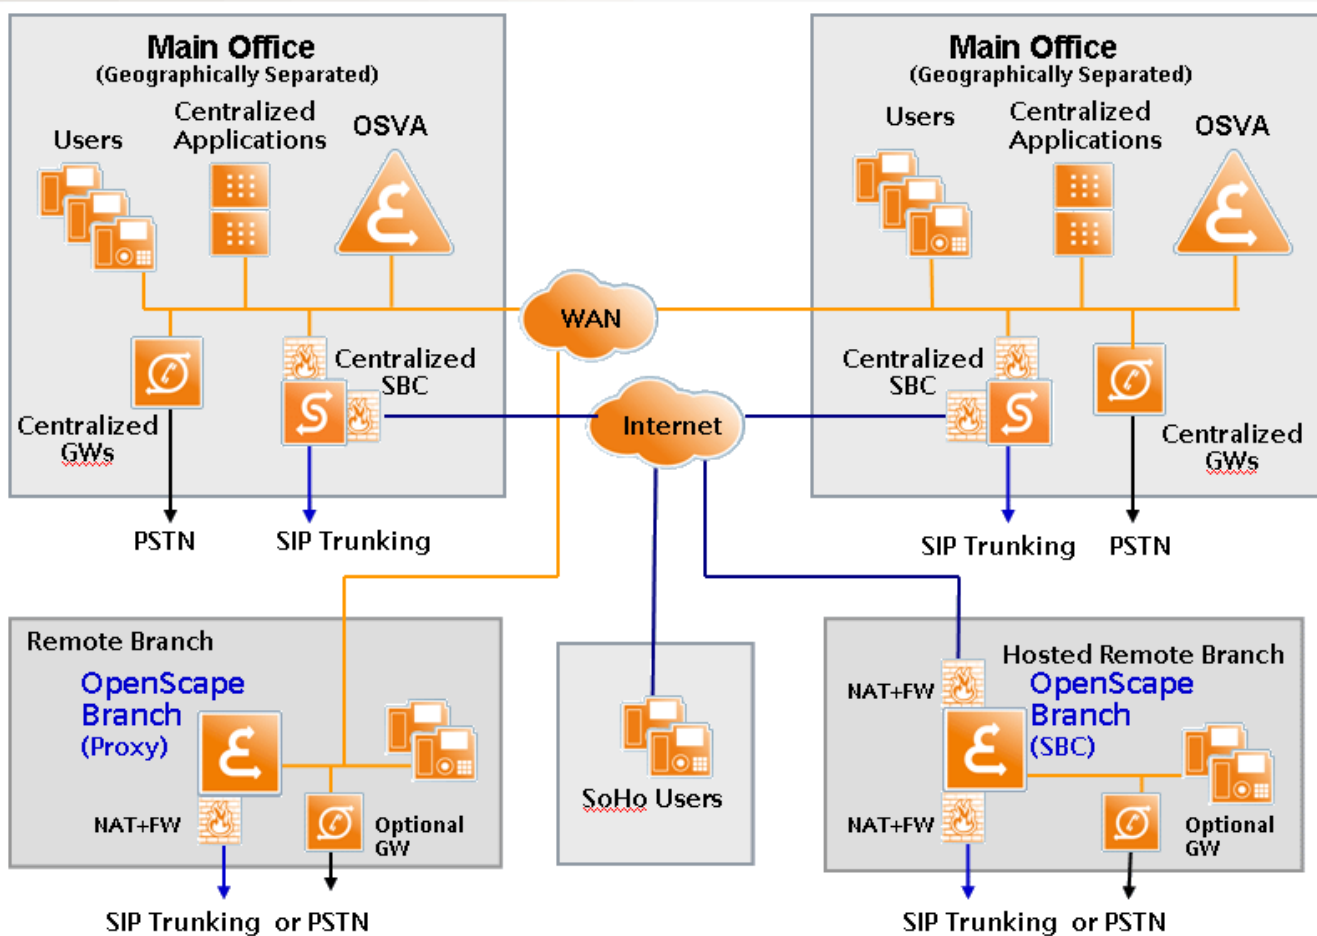 Main Office
(Geographically Separated)
Users
Centralized
Applications
OSVA
Centralized
SBC
Centralized
GWs
PSTN
SIP Trunking
WAN
Internet
Main Office
(Geographically Separated)
Users
Centralized
Applications
OSVA
Centralized
SBC
Centralized
GWs
SIP Trunking
PSTN
Remote Branch
OpenScape
Branch
(Proxy)
NAT+FW
Optional
GW
SIP Trunking or PSTN
SoHo Users
Hosted Remote Branch
NAT+FW
OpenScape
Branch
(SBC)
NAT+FW
Optional
GW
SIP Trunking or PSTN